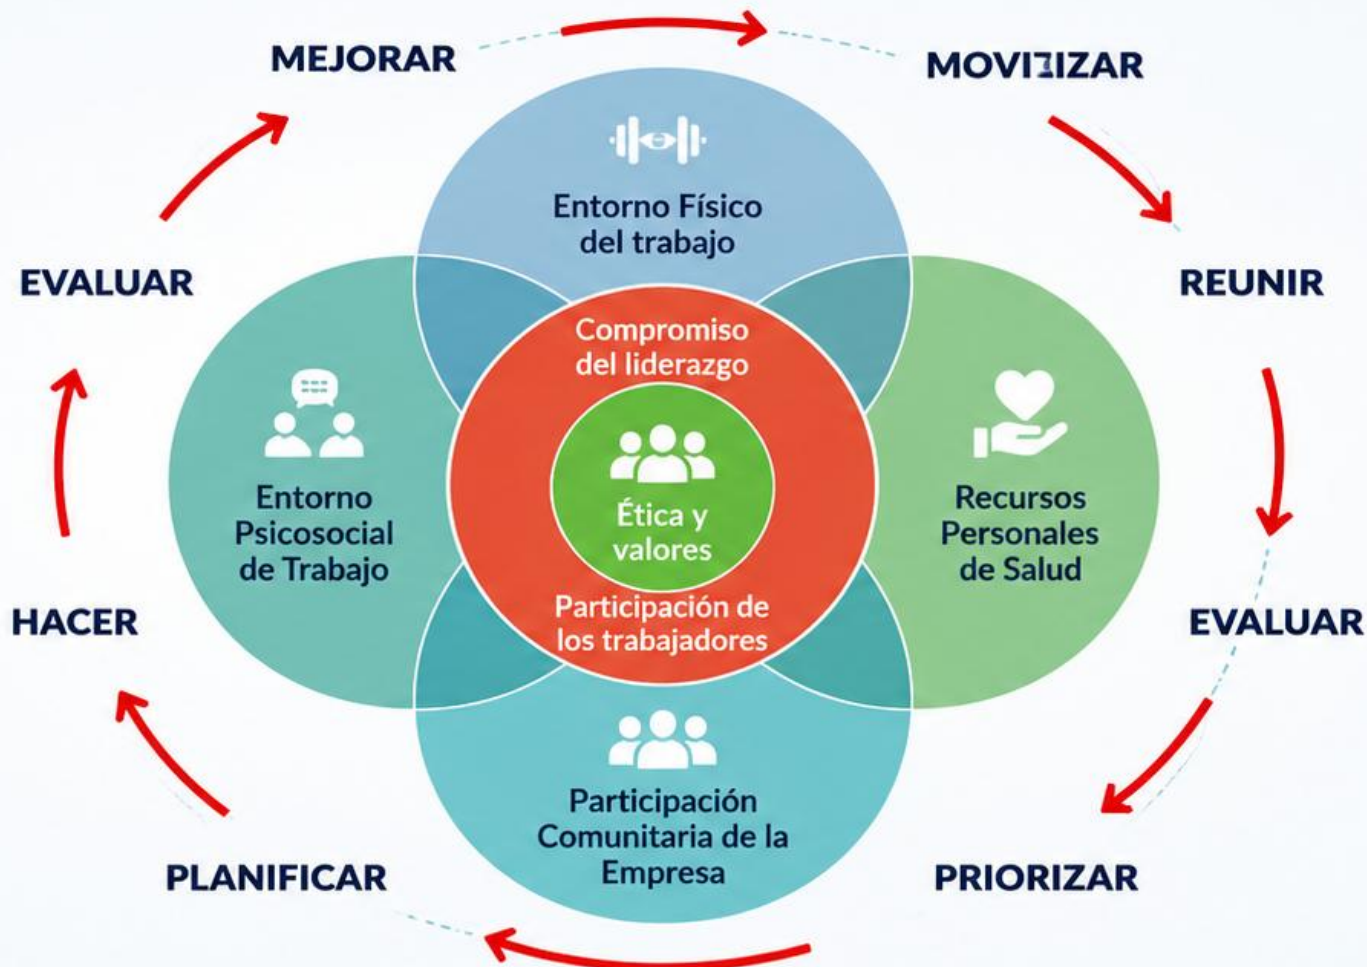 MEJORAR
MOVILIZAR
Entorno Físico
del trabajo
EVALUAR
REUNIR
Compromiso
del liderazgo
Entorno
Psicosocial
de Trabajo
Ética y
valores
Recursos
Personales
de Salud
Participación de
los trabajadores
HACER
EVALUAR
Participación
Comunitaria de la
Empresa
PLANIFICAR
PRIORIZAR